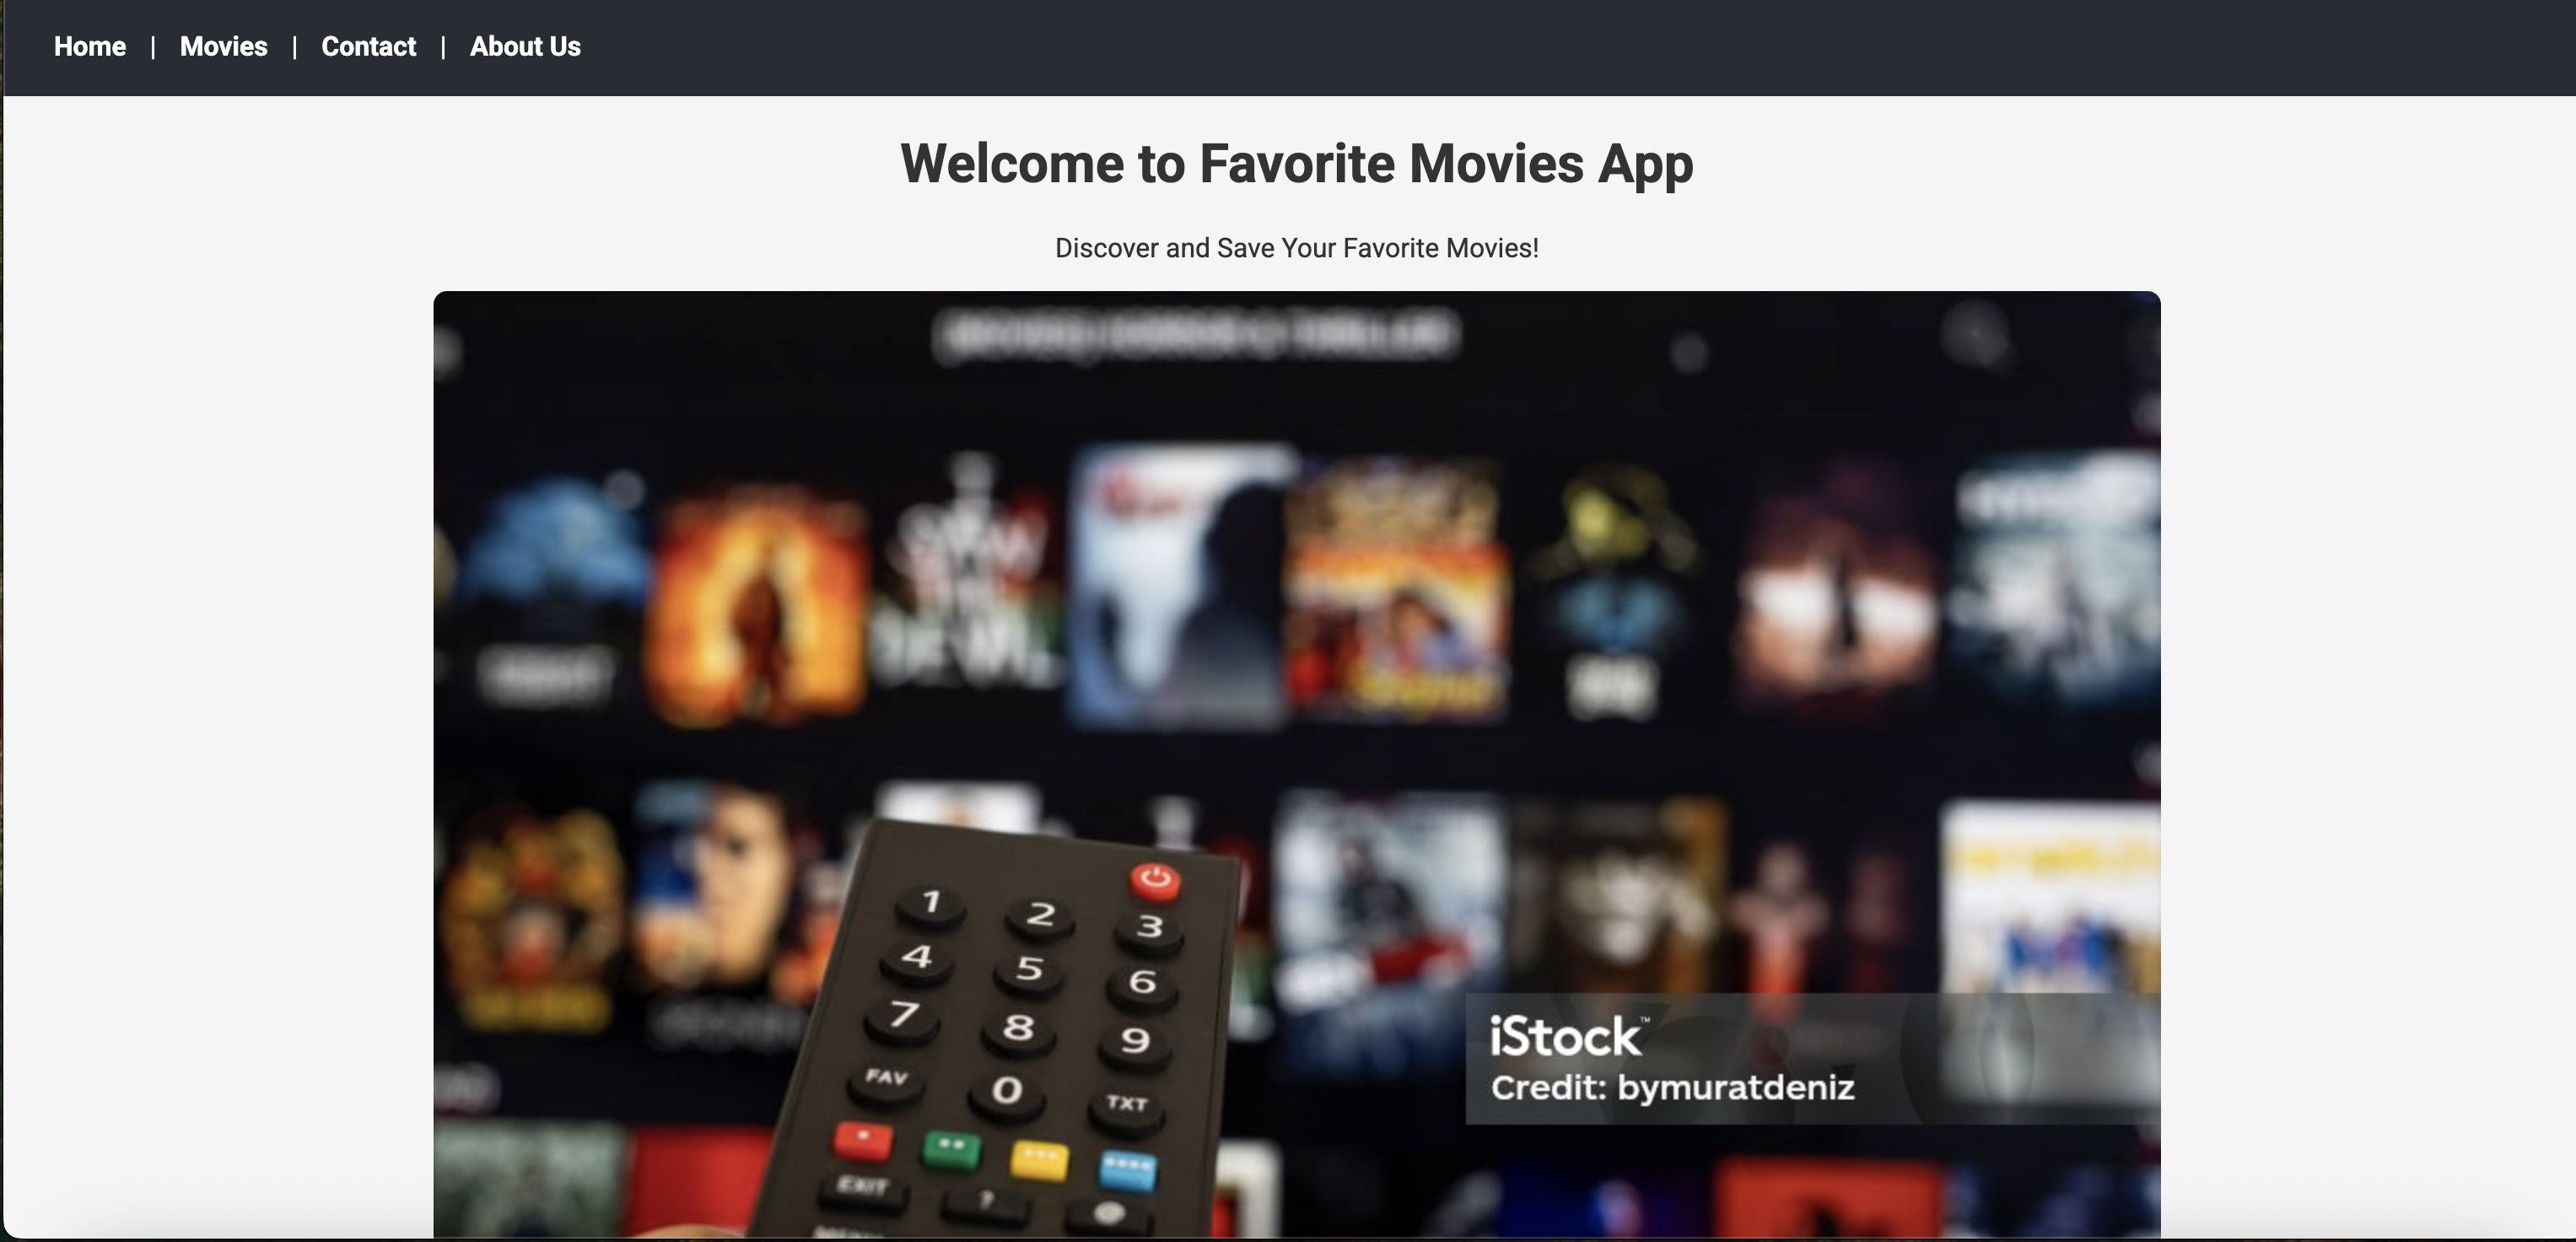 Home | Movies | Contact | About Us
Welcome to Favorite Movies App
Discover and Save Your Favorite Movies!
1 2 3
4 5 6
7 8 9
FAV 0 TXT
EXIT ?
iStock™
Credit: bymuratdeniz